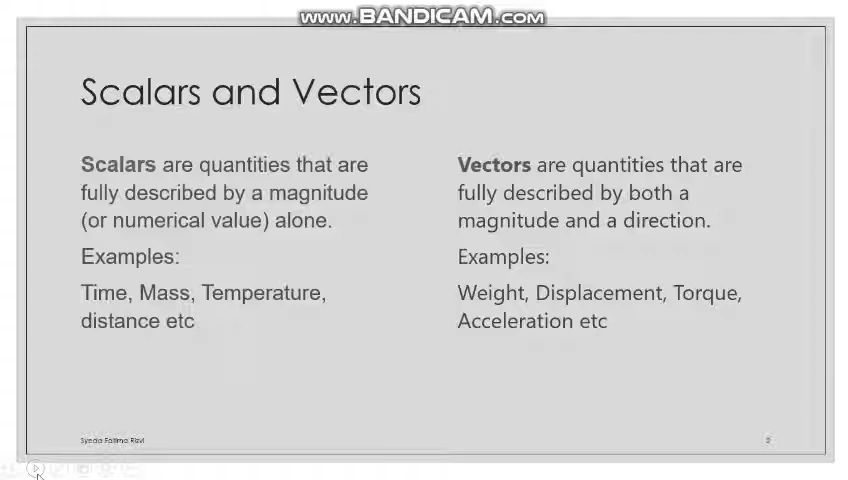 www.BANDICAM.com
Scalars and Vectors
Scalars are quantities that are
fully described by a magnitude
(or numerical value) alone.
Examples:
Time, Mass, Temperature,
distance etc
Vectors are quantities that are
fully described by both a
magnitude and a direction.
Examples:
Weight, Displacement, Torque,
Acceleration etc
Syeda Fatima Rizvi